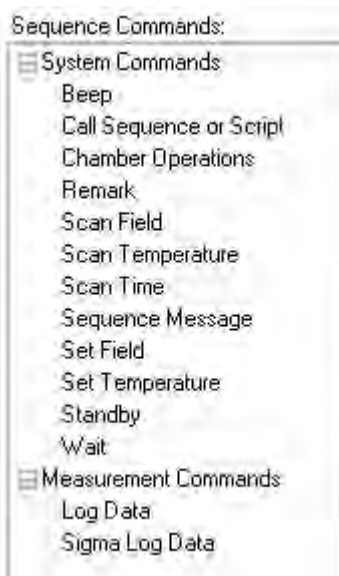 Sequence Commands:
System Commands
Beep
Call Sequence or Script
Chamber Operations
Remark
Scan Field
Scan Temperature
Scan Time
Sequence Message
Set Field
Set Temperature
Standby
Wait
Measurement Commands
Log Data
Sigma Log Data